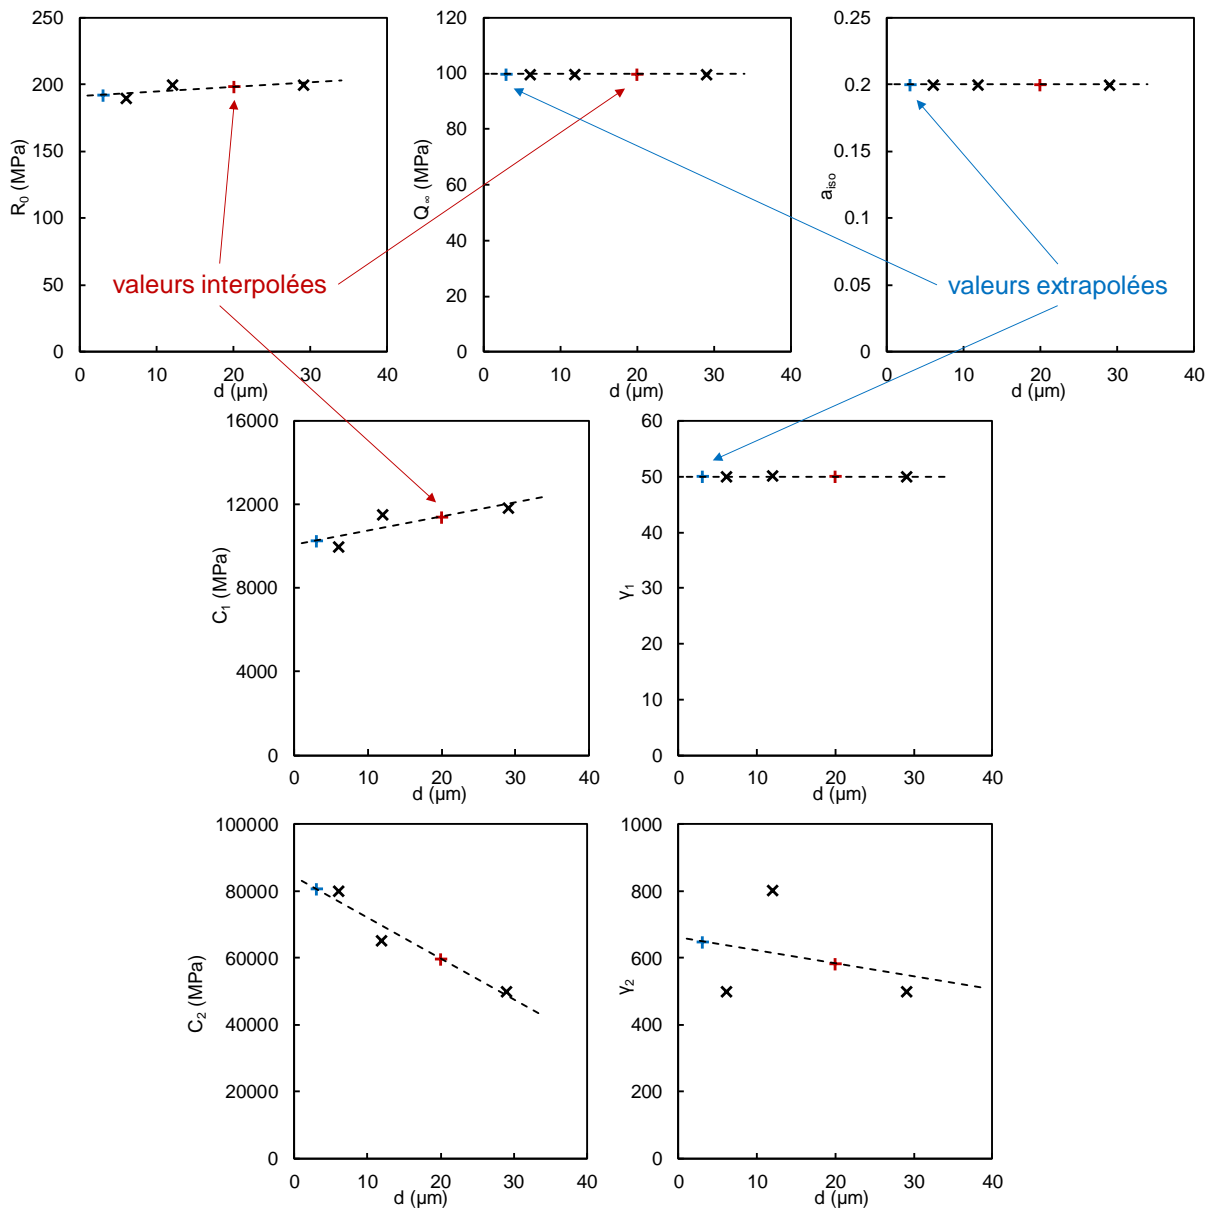 250
200
150
100
50
0
R0 (MPa)
0 10 20 30 40
d (µm)
120
100
80
60
40
20
0
Q∞ (MPa)
0 10 20 30 40
d (µm)
0.25
0.2
0.15
0.1
0.05
0
aiso
0 10 20 30 40
d (µm)
valeurs interpolées
valeurs extrapolées
16000
12000
8000
4000
0
C1 (MPa)
0 10 20 30 40
d (µm)
60
50
40
30
20
10
0
γ1
0 10 20 30 40
d (µm)
100000
80000
60000
40000
20000
0
C2 (MPa)
0 10 20 30 40
d (µm)
1000
800
600
400
200
0
γ2
0 10 20 30 40
d (µm)